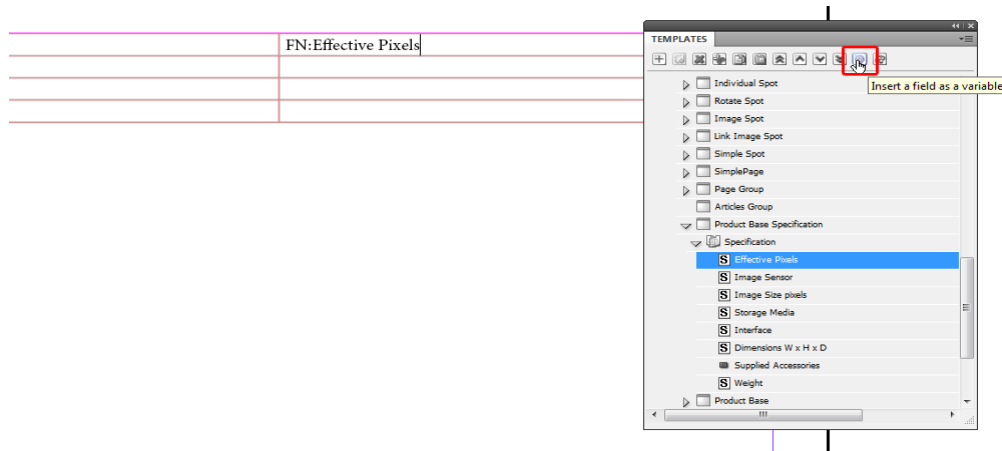 FN:Effective Pixels
TEMPLATES
Insert a field as a variable
Individual Spot
Rotate Spot
Image Spot
Link Image Spot
Simple Spot
SimplePage
Page Group
Articles Group
Product Base Specification
Specification
S Effective Pixels
S Image Sensor
S Image Size pixels
S Storage Media
S Interface
S Dimensions W x H x D
Supplied Accessories
S Weight
Product Base